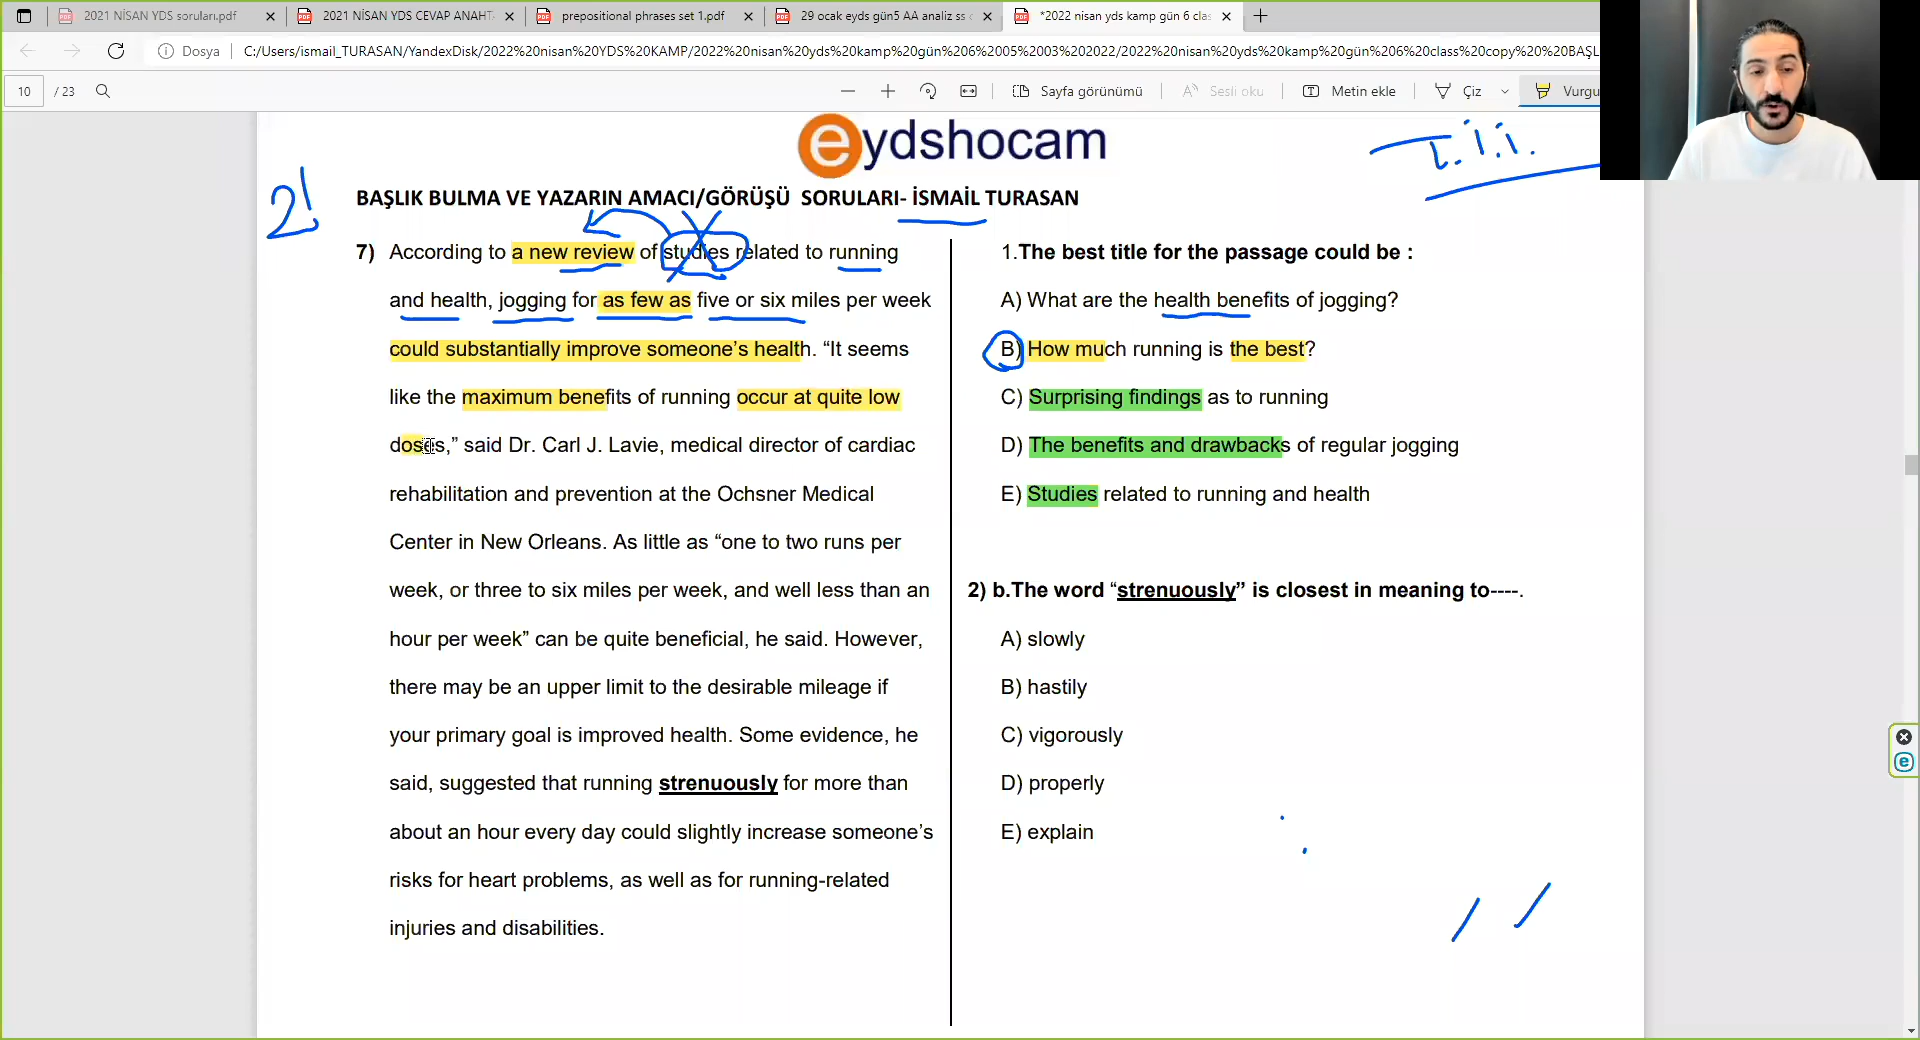 2021 NİSAN YDS soruları.pdf
2021 NİSAN YDS CEVAP ANAHT
prepositional phrases set 1.pdf
29 ocak eyds gün5 AA analiz ss c
*2022 nisan yds kamp gün 6 clas
Dosya
C:/Users/ismail_TURASAN/YandexDisk/2022%20nisan%20YDS%20KAMP/2022%20nisan%20yds%20kamp%20gün%206%2005%2003%202022/2022%20nisan%20yds%20kamp%20gün%206%20class%20copy%20%20BAŞL
10 / 23
Sayfa görünümü
Sesli oku
Metin ekle
Çiz
Vurgu
eydshocam
T.i.i.
2!
BAŞLIK BULMA VE YAZARIN AMACI/GÖRÜŞÜ SORULARI- İSMAİL TURASAN
7) According to a new review of studies related to running
and health, jogging for as few as five or six miles per week
could substantially improve someone’s health. “It seems
like the maximum benefits of running occur at quite low
doses,” said Dr. Carl J. Lavie, medical director of cardiac
rehabilitation and prevention at the Ochsner Medical
Center in New Orleans. As little as “one to two runs per
week, or three to six miles per week, and well less than an
hour per week” can be quite beneficial, he said. However,
there may be an upper limit to the desirable mileage if
your primary goal is improved health. Some evidence, he
said, suggested that running strenuously for more than
about an hour every day could slightly increase someone’s
risks for heart problems, as well as for running-related
injuries and disabilities.
1.The best title for the passage could be :
A) What are the health benefits of jogging?
B) How much running is the best?
C) Surprising findings as to running
D) The benefits and drawbacks of regular jogging
E) Studies related to running and health
2) b.The word “strenuously” is closest in meaning to----.
A) slowly
B) hastily
C) vigorously
D) properly
E) explain